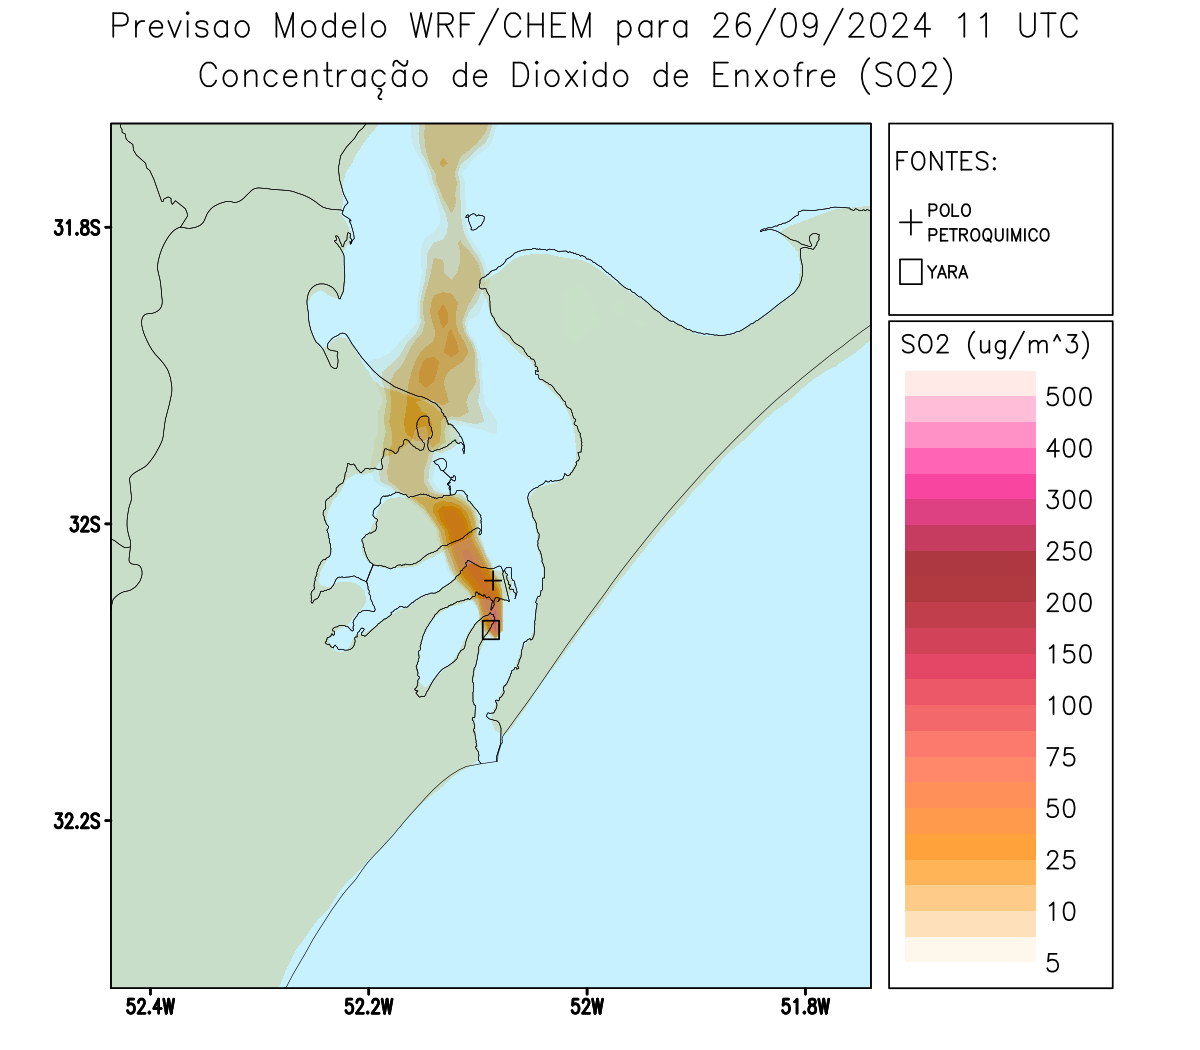 Previsao Modelo WRF/CHEM para 26/09/2024 11 UTC
Concentração de Dioxido de Enxofre (SO2)
FONTES:
POLO
PETROQUIMICO
YARA
31.8S
32S
32.2S
52.4W
52.2W
52W
51.8W
SO2 (ug/m^3)
500
400
300
250
200
150
100
75
50
25
10
5